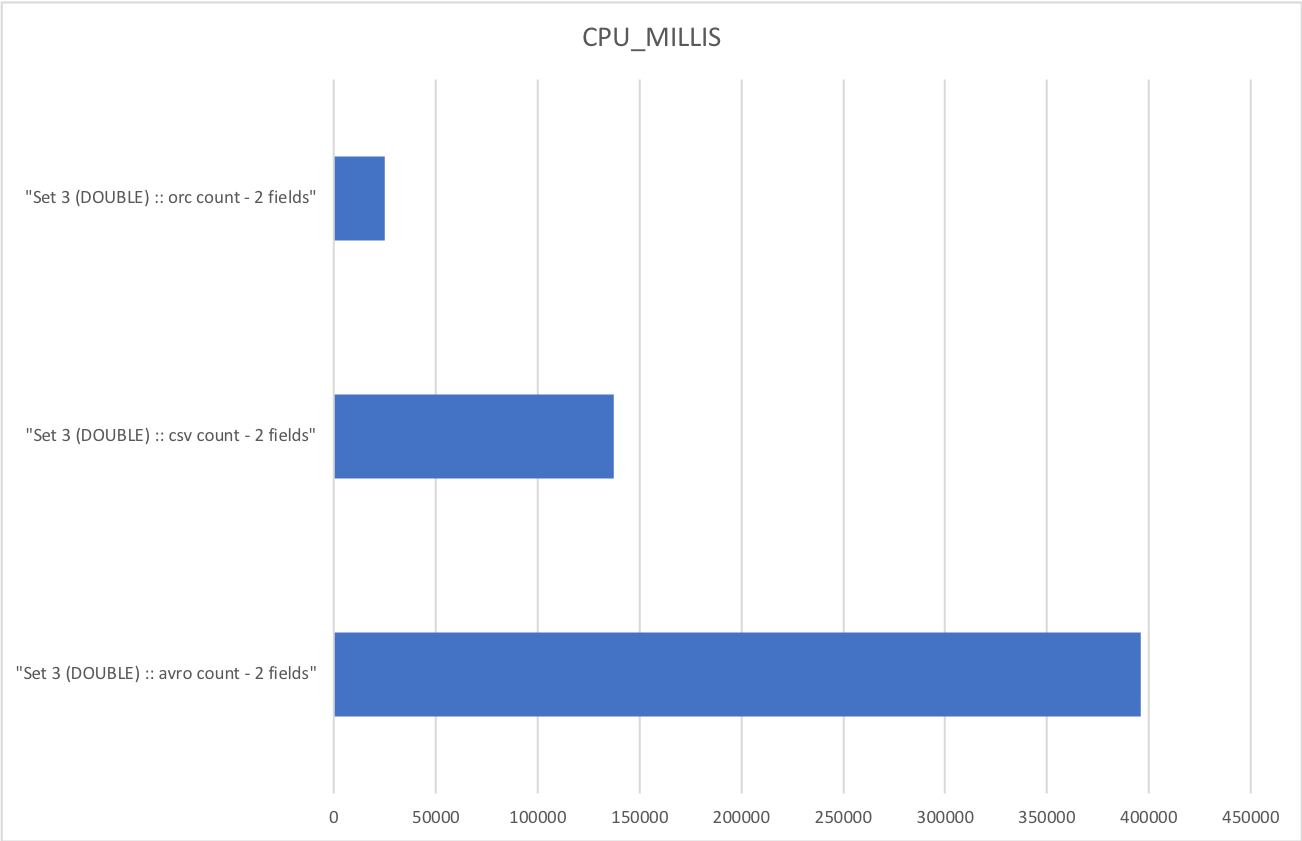 CPU_MILLIS
"Set 3 (DOUBLE) :: orc count - 2 fields"
"Set 3 (DOUBLE) :: csv count - 2 fields"
"Set 3 (DOUBLE) :: avro count - 2 fields"
0 50000 100000 150000 200000 250000 300000 350000 400000 450000